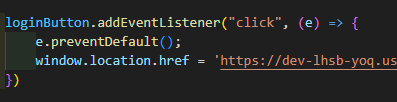 loginButton.addEventListener("click", (e) => {
e.preventDefault();
window.location.href = 'https://dev-lhsb-yoq.us
})